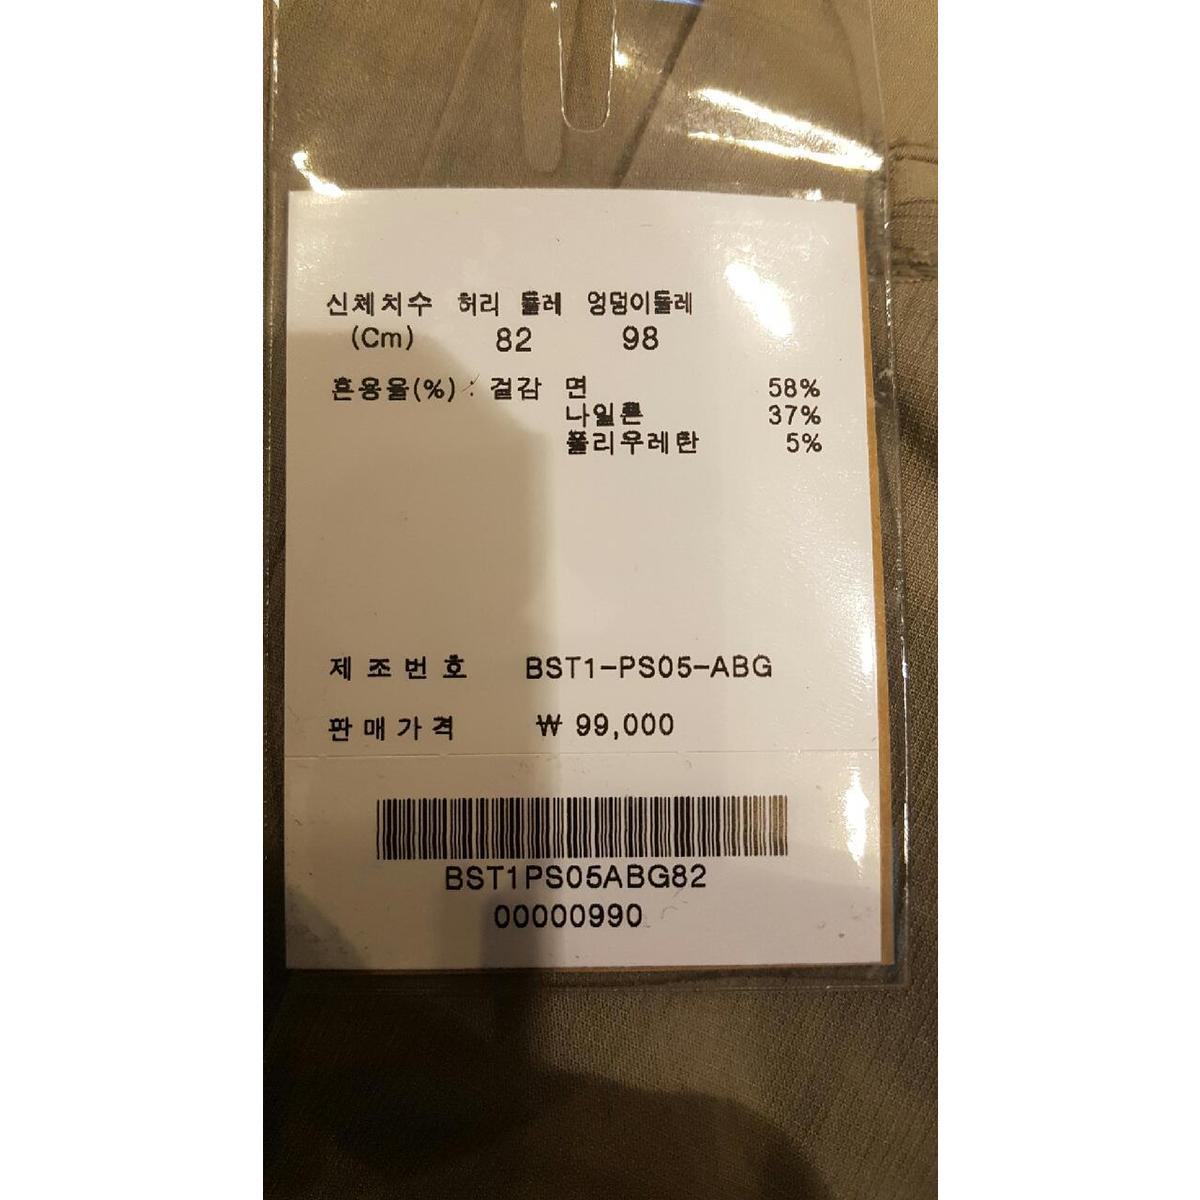 신체치수 허리 둘레 엉덩이둘레
(Cm) 82 98
혼용율(%) : 겉감 면 58%
나일론 37%
폴리우레탄 5%
제조번호 BST1-PS05-ABG
판매가격 ₩ 99,000
BST1PS05ABG82
00000990